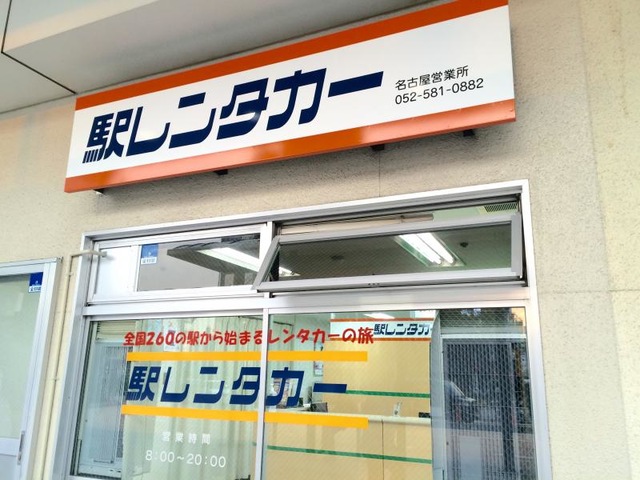 駅レンタカー
名古屋営業所
052-581-0882
全国260の駅から始まるレンタカーの旅
駅レンタカー
駅レンタカー
営業時間
8:00～20:00